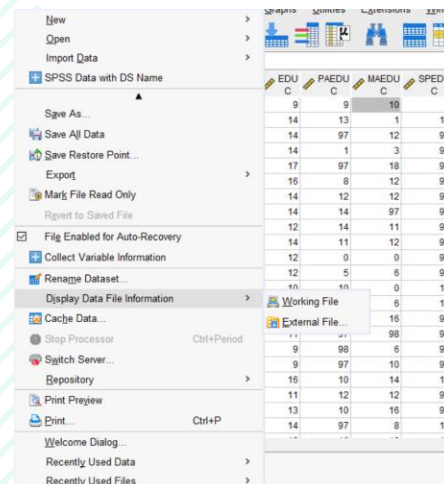 Graphs Utilities Extensions
New
Open
Import Data
SPSS Data with DS Name
Save As...
Save All Data
Save Restore Point...
Export
Mark File Read Only
Revert to Saved File
File Enabled for Auto-Recovery
Collect Variable Information
Rename Dataset...
Display Data File Information
Cache Data...
Stop Processor Ctrl+Period
Switch Server...
Repository
Print Preview
Print... Ctrl+P
Welcome Dialog...
Recently Used Data
Recently Used Files
Working File
External File...
EDUC PAEDU MAEDU SPED
C C C
9 9 10
14 13 1 1
14 97 12 9
14 1 3 9
17 97 18 9
16 8 12 9
14 12 12 9
14 14 97 9
12 14 11 9
14 11 12 9
12 0 0 9
12 5 6 9
10 10 0 1
6 1
16 9
98 9
9 98 6 9
9 97 10 9
16 10 14 1
11 12 12 9
13 10 16 9
14 97 8 1